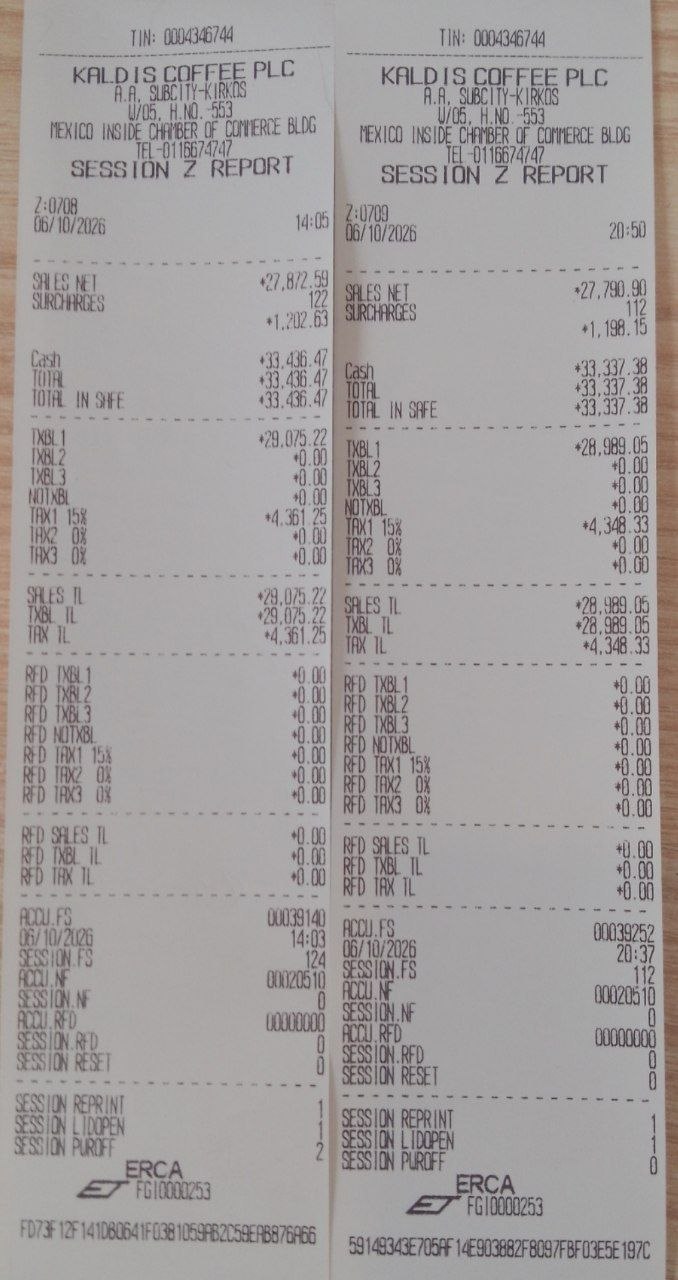 TIN: 0004346744
KALDIS COFFEE PLC
A.A, SUBCITY-KIRKOS
W/05, H.NO.-553
MEXICO INSIDE CHAMBER OF COMMERCE BLDG
TEL-0116674747
SESSION Z REPORT
Z:0708
06/10/2026 14:05
SALES NET *27,872.59
SURCHARGES 122
*1,202.63
Cash *33,436.47
TOTAL *33,436.47
TOTAL IN SAFE *33,436.47
TXBL1 *29,075.22
TXBL2 *0.00
TXBL3 *0.00
NOTXBL *0.00
TAX1 15% *4,361.25
TAX2 0% *0.00
TAX3 0% *0.00
SALES TL *29,075.22
TXBL TL *29,075.22
TAX TL *4,361.25
RFD TXBL1 *0.00
RFD TXBL2 *0.00
RFD TXBL3 *0.00
RFD NOTXBL *0.00
RFD TAX1 15% *0.00
RFD TAX2 0% *0.00
RFD TAX3 0% *0.00
RFD SALES TL *0.00
RFD TXBL TL *0.00
RFD TAX TL *0.00
ACCU.FS 00039140
06/10/2026 14:03
SESSION.FS 124
ACCU.NF 00020510
SESSION.NF 0
ACCU.RFD 00000000
SESSION.RFD 0
SESSION RESET 0
SESSION REPRINT 1
SESSION LIDOPEN 1
SESSION PUROFF 2
ERCA
ET FGI0000253
FD73F12F141DB0641F0381059AB2C59EAB876A66
TIN: 0004346744
KALDIS COFFEE PLC
A.A, SUBCITY-KIRKOS
W/05, H.NO.-553
MEXICO INSIDE CHAMBER OF COMMERCE BLDG
TEL-0116674747
SESSION Z REPORT
Z:0709
06/10/2026 20:50
SALES NET *27,790.90
SURCHARGES 112
*1,198.15
Cash *33,337.38
TOTAL *33,337.38
TOTAL IN SAFE *33,337.38
TXBL1 *28,989.05
TXBL2 *0.00
TXBL3 *0.00
NOTXBL *0.00
TAX1 15% *4,348.33
TAX2 0% *0.00
TAX3 0% *0.00
SALES TL *28,989.05
TXBL TL *28,989.05
TAX TL *4,348.33
RFD TXBL1 *0.00
RFD TXBL2 *0.00
RFD TXBL3 *0.00
RFD NOTXBL *0.00
RFD TAX1 15% *0.00
RFD TAX2 0% *0.00
RFD TAX3 0% *0.00
RFD SALES TL *0.00
RFD TXBL TL *0.00
RFD TAX TL *0.00
ACCU.FS 00039252
06/10/2026 20:37
SESSION.FS 112
ACCU.NF 00020510
SESSION.NF 0
ACCU.RFD 00000000
SESSION.RFD 0
SESSION RESET 0
SESSION REPRINT 1
SESSION LIDOPEN 1
SESSION PUROFF 0
ERCA
ET FGI0000253
59149343E705AF14E903882F8097FBF03E5E197C